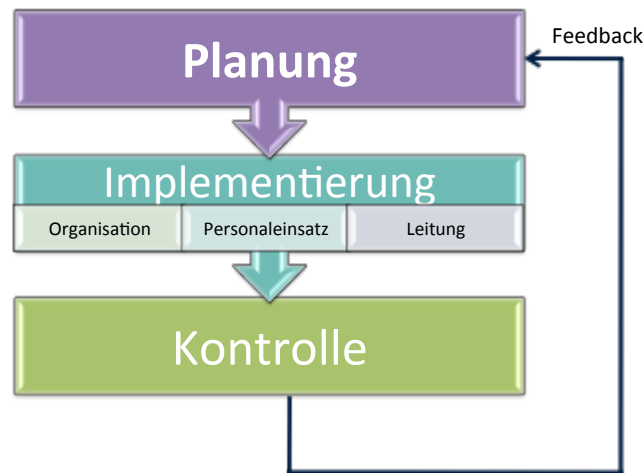 Feedback
Planung
Implementierung
Organisation Personaleinsatz Leitung
Kontrolle